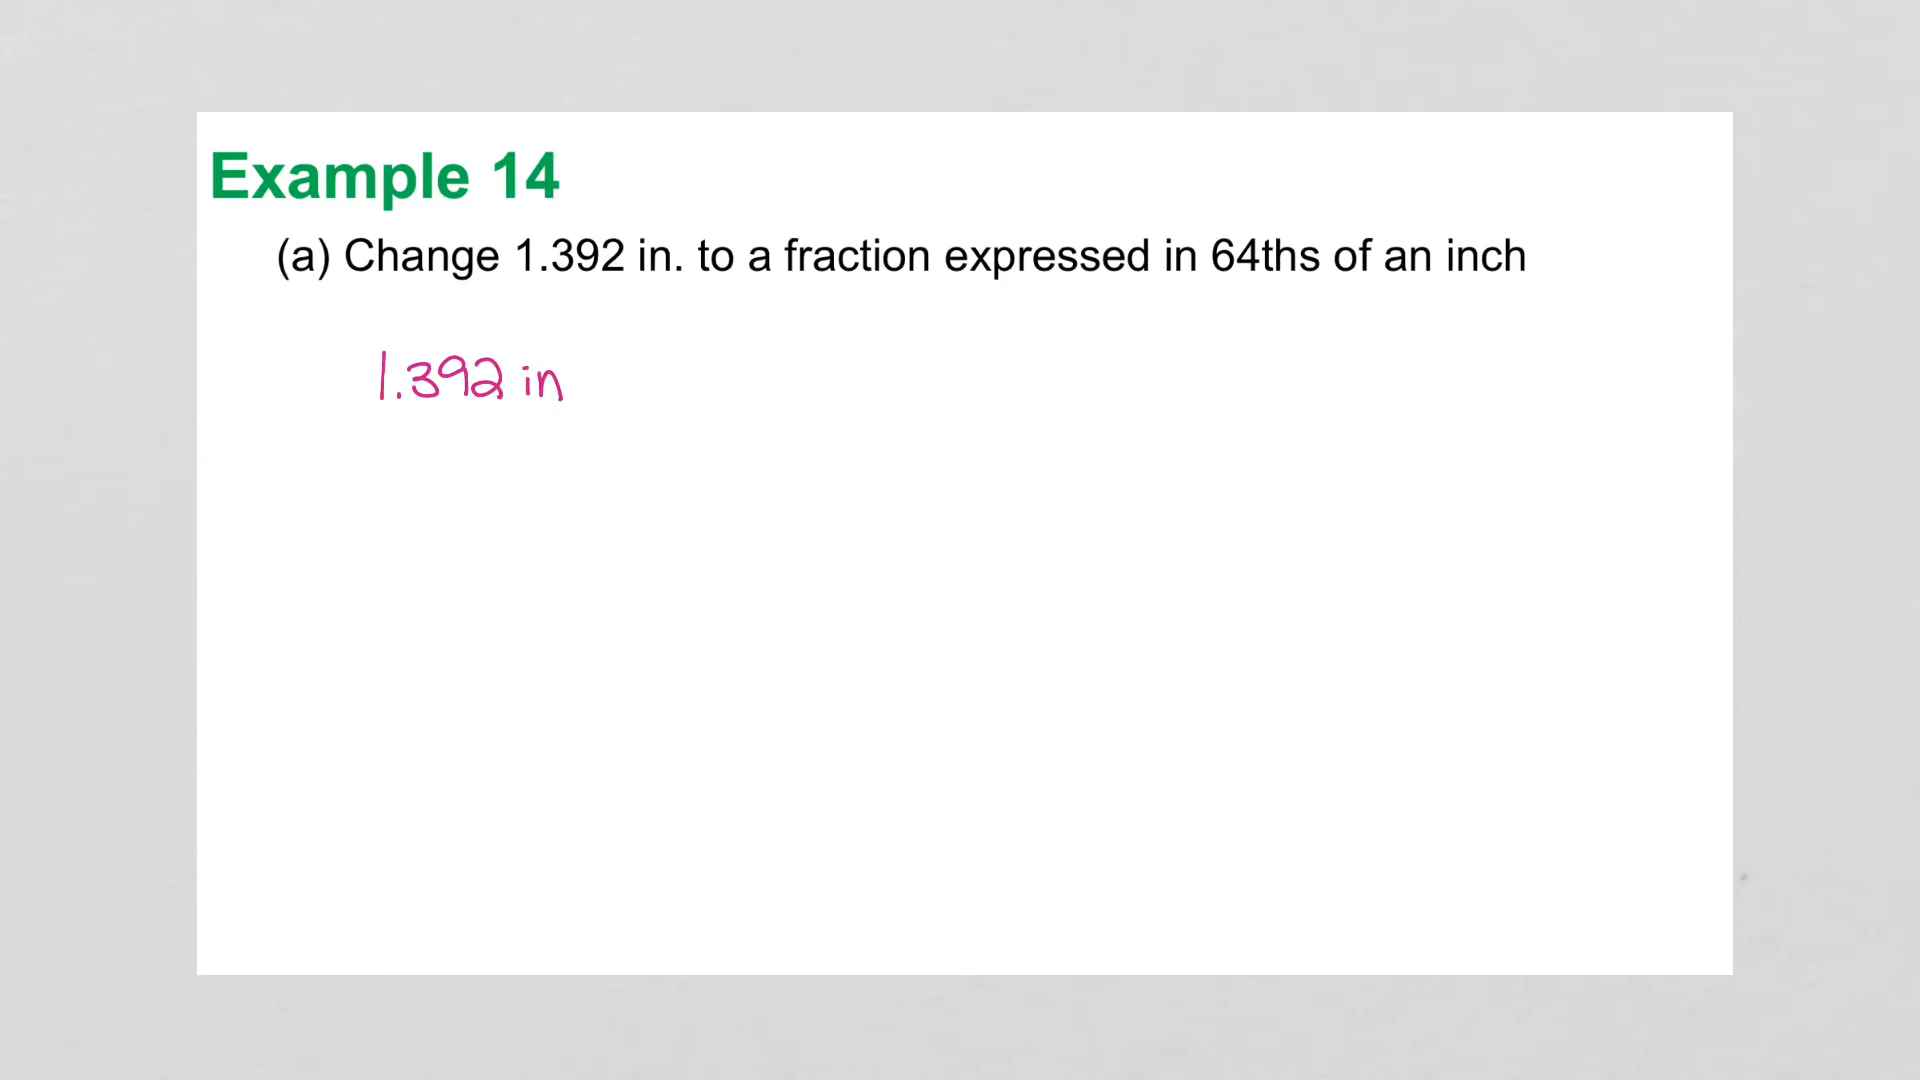 Example 14
(a) Change 1.392 in. to a fraction expressed in 64ths of an inch
1.392 in